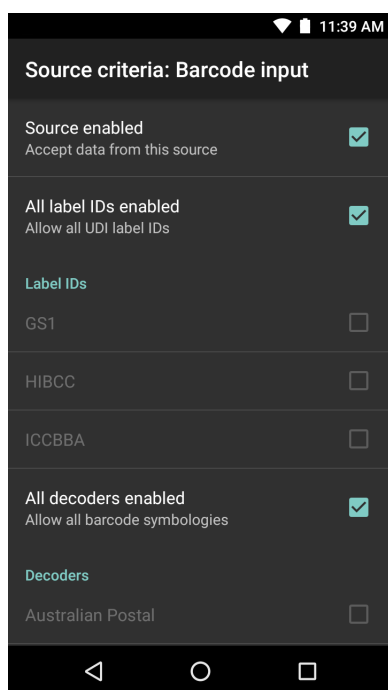 11:39 AM
Source criteria: Barcode input
Source enabled
Accept data from this source
All label IDs enabled
Allow all UDI label IDs
Label IDs
GS1
HIBCC
ICCBBA
All decoders enabled
Allow all barcode symbologies
Decoders
Australian Postal